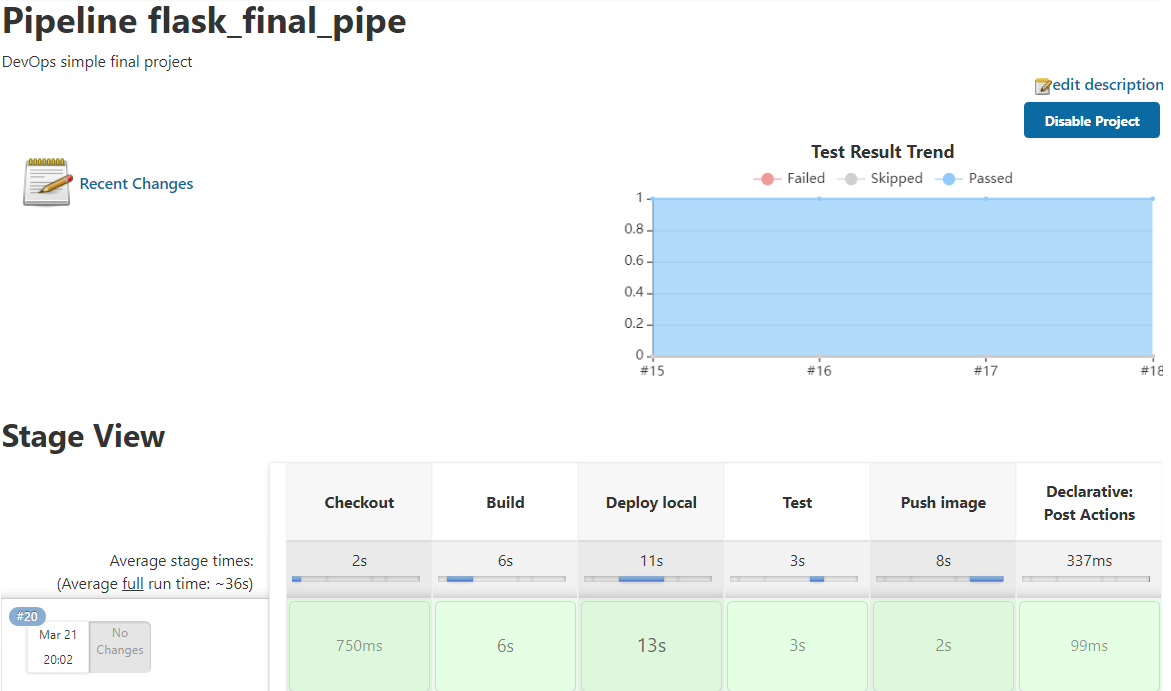 Pipeline flask_final_pipe
DevOps simple final project
edit description
Disable Project
Recent Changes
Test Result Trend
Failed Skipped Passed
1
0.8
0.6
0.4
0.2
0
#15 #16 #17 #18
Stage View
Checkout Build Deploy local Test Push image Declarative: Post Actions
Average stage times: 2s 6s 11s 3s 8s 337ms
(Average full run time: ~36s)
#20
Mar 21
20:02
No
Changes
750ms 6s 13s 3s 2s 99ms